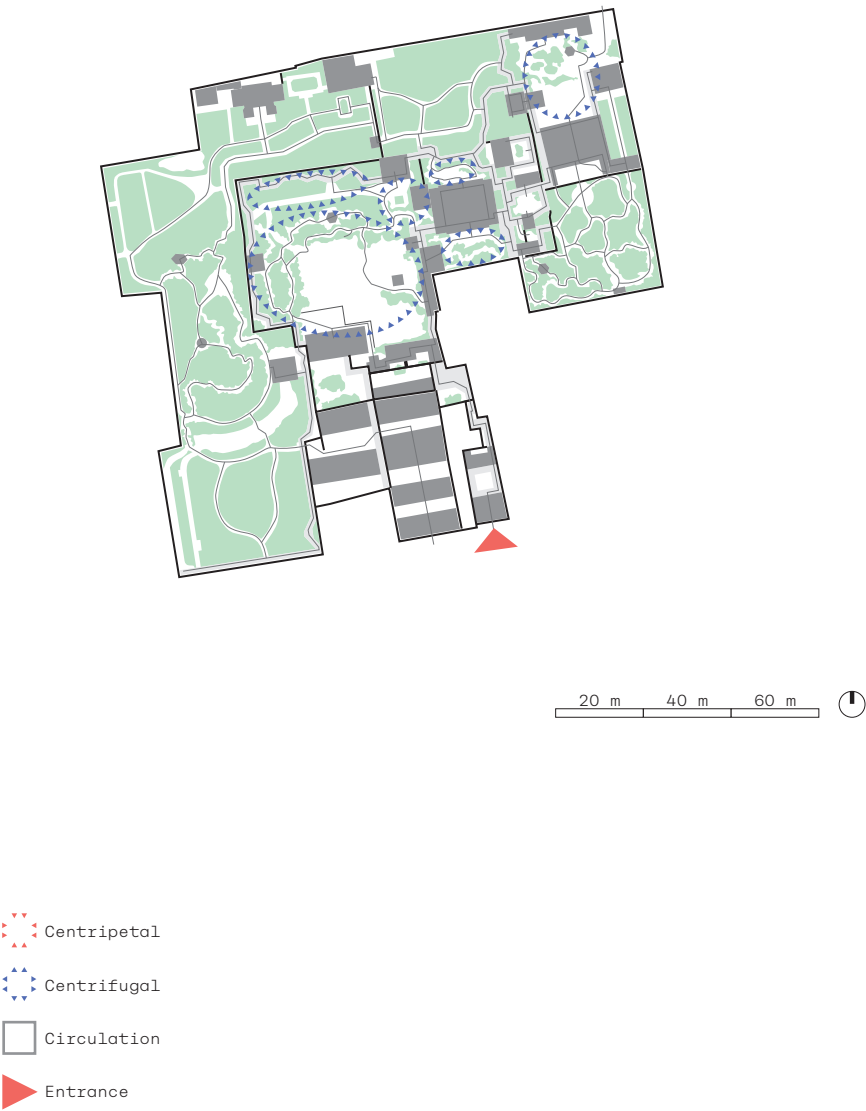 20 m 40 m 60 m
Centripetal
Centrifugal
Circulation
Entrance